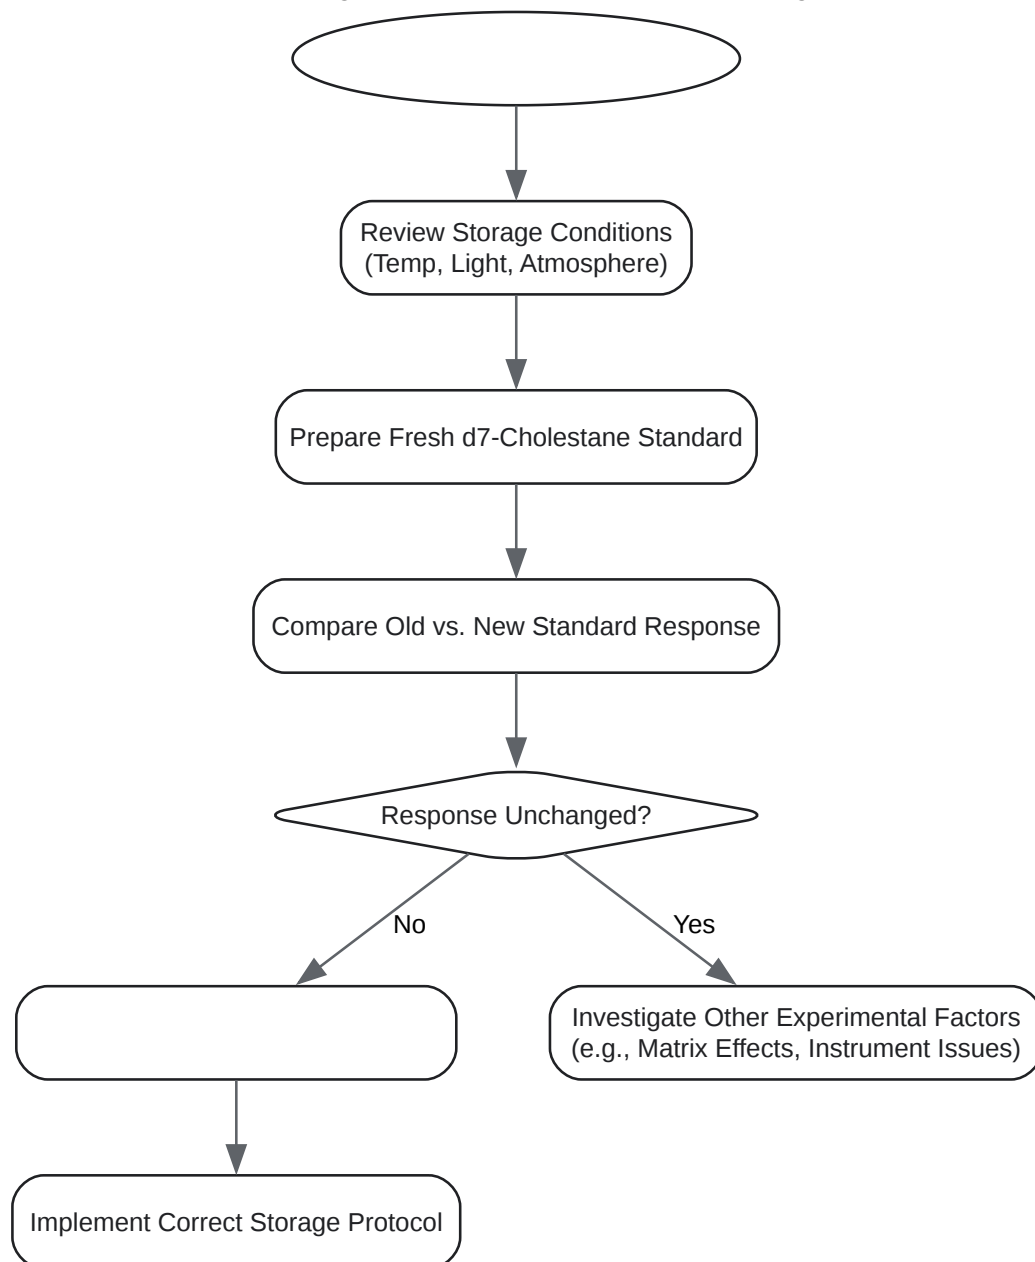 Review Storage Conditions
(Temp, Light, Atmosphere)
Prepare Fresh d7-Cholestane Standard
Compare Old vs. New Standard Response
Response Unchanged?
No
Yes
Investigate Other Experimental Factors
(e.g., Matrix Effects, Instrument Issues)
Implement Correct Storage Protocol